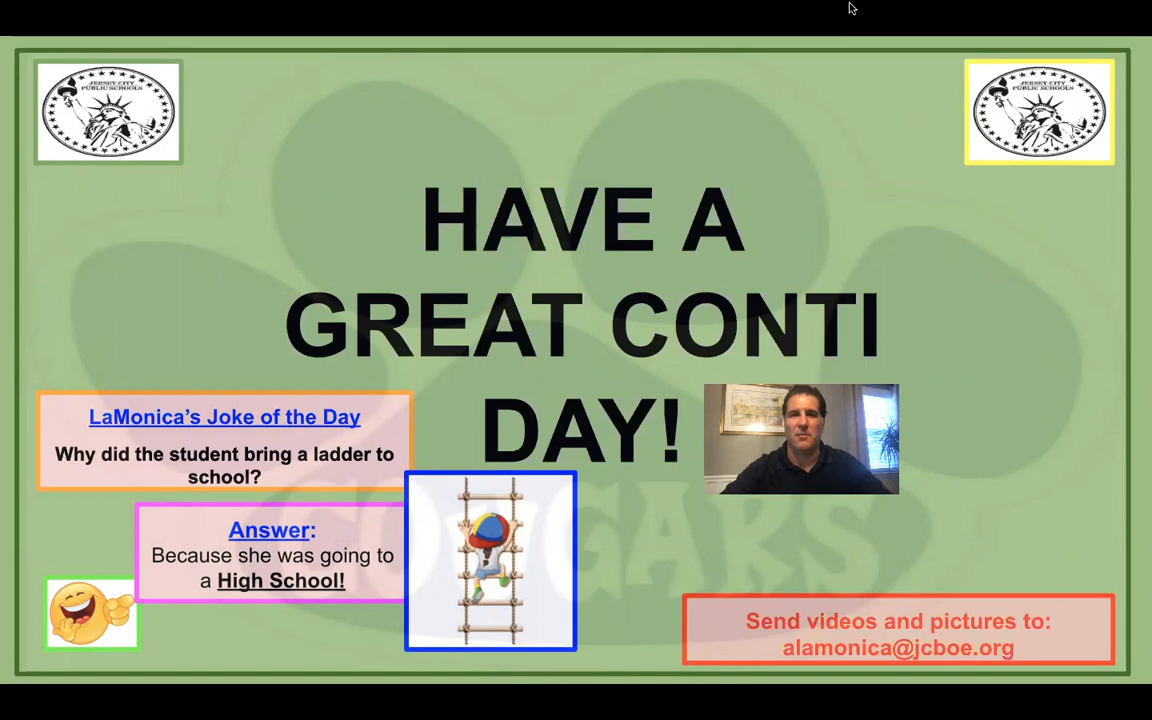 JERSEY CITY
PUBLIC SCHOOLS
JERSEY CITY
PUBLIC SCHOOLS
HAVE A
GREAT CONTI
DAY!
LaMonica’s Joke of the Day
Why did the student bring a ladder to
school?
Answer:
Because she was going to
a High School!
COUGARS
Send videos and pictures to:
alamonica@jcboe.org